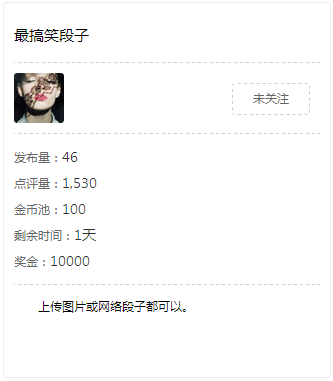 最搞笑段子
未关注
发布量：46
点评量：1,530
金币池：100
剩余时间：1天
奖金：10000
上传图片或网络段子都可以。